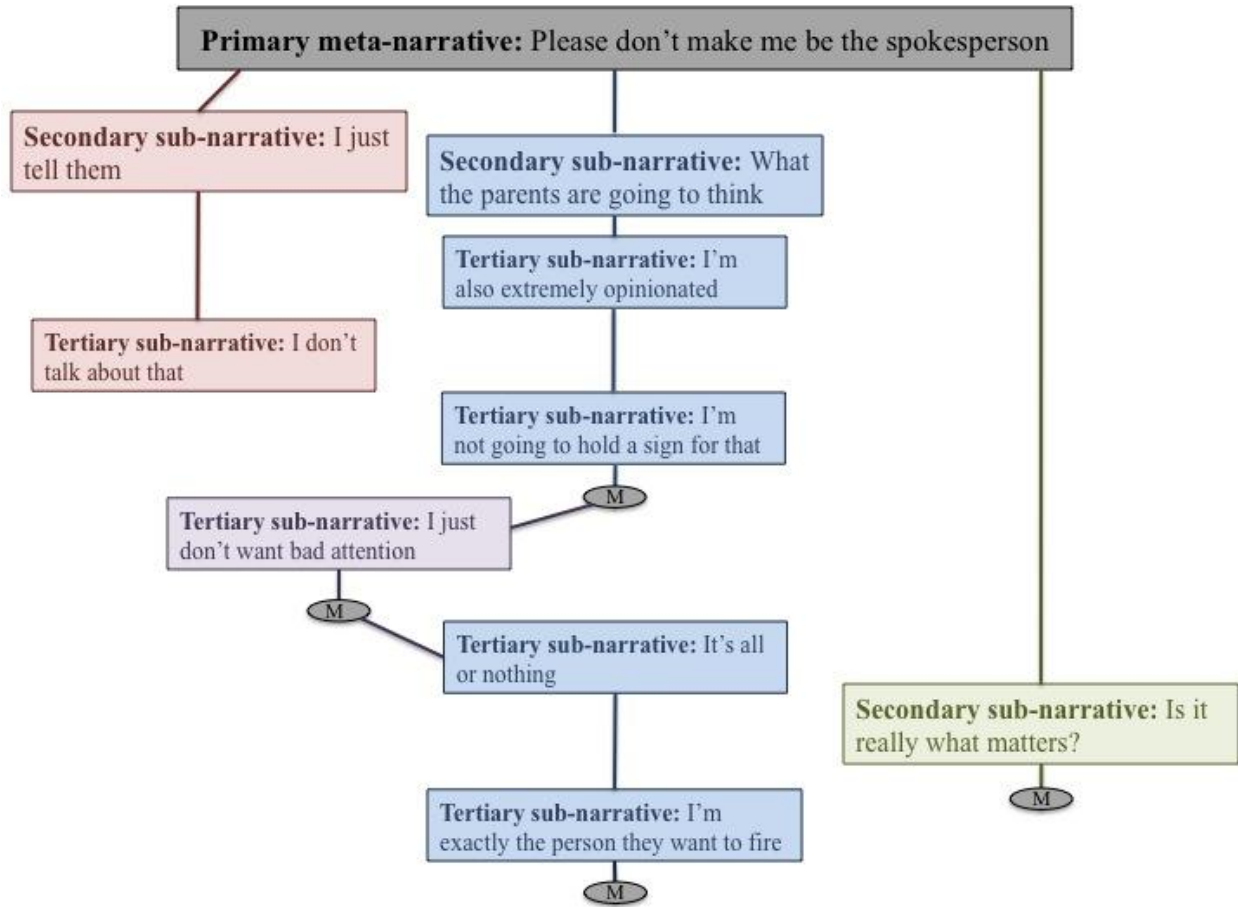 Primary meta-narrative: Please don’t make me be the spokesperson
Secondary sub-narrative: I just
tell them
Secondary sub-narrative: What
the parents are going to think
Tertiary sub-narrative: I’m
also extremely opinionated
Tertiary sub-narrative: I don’t
talk about that
Tertiary sub-narrative: I’m
not going to hold a sign for that
M
Tertiary sub-narrative: I just
don’t want bad attention
M
Tertiary sub-narrative: It’s all
or nothing
Secondary sub-narrative: Is it
really what matters?
M
Tertiary sub-narrative: I’m
exactly the person they want to fire
M